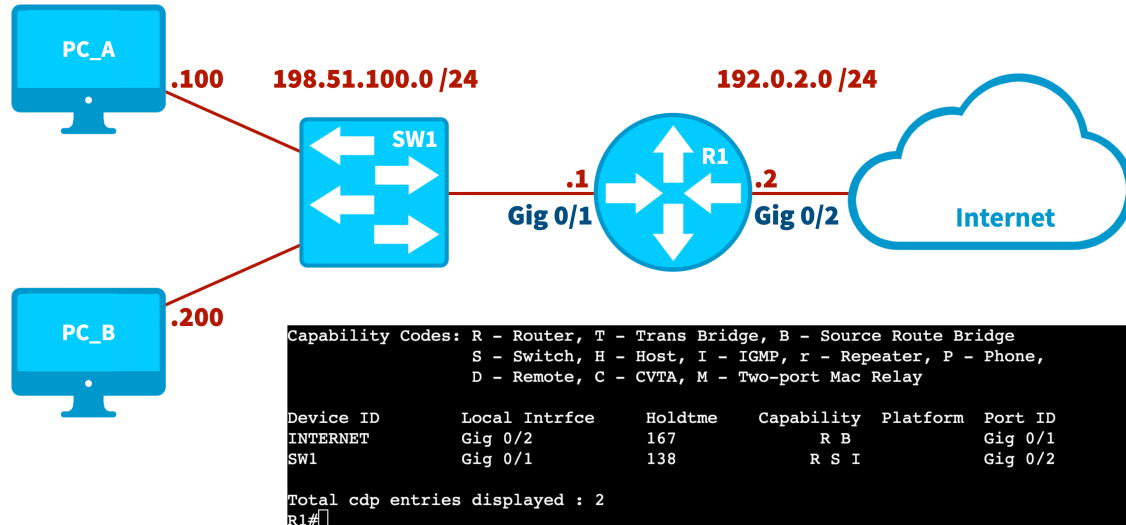 PC_A
.100
198.51.100.0 /24
192.0.2.0 /24
SW1
R1
.1
.2
Gig 0/1
Gig 0/2
Internet
PC_B
.200
Capability Codes: R - Router, T - Trans Bridge, B - Source Route Bridge
S - Switch, H - Host, I - IGMP, r - Repeater, P - Phone,
D - Remote, C - CVTA, M - Two-port Mac Relay
Device ID Local Intrfce Holdtme Capability Platform Port ID
INTERNET Gig 0/2 167 R B Gig 0/1
SW1 Gig 0/1 138 R S I Gig 0/2
Total cdp entries displayed : 2
R1#